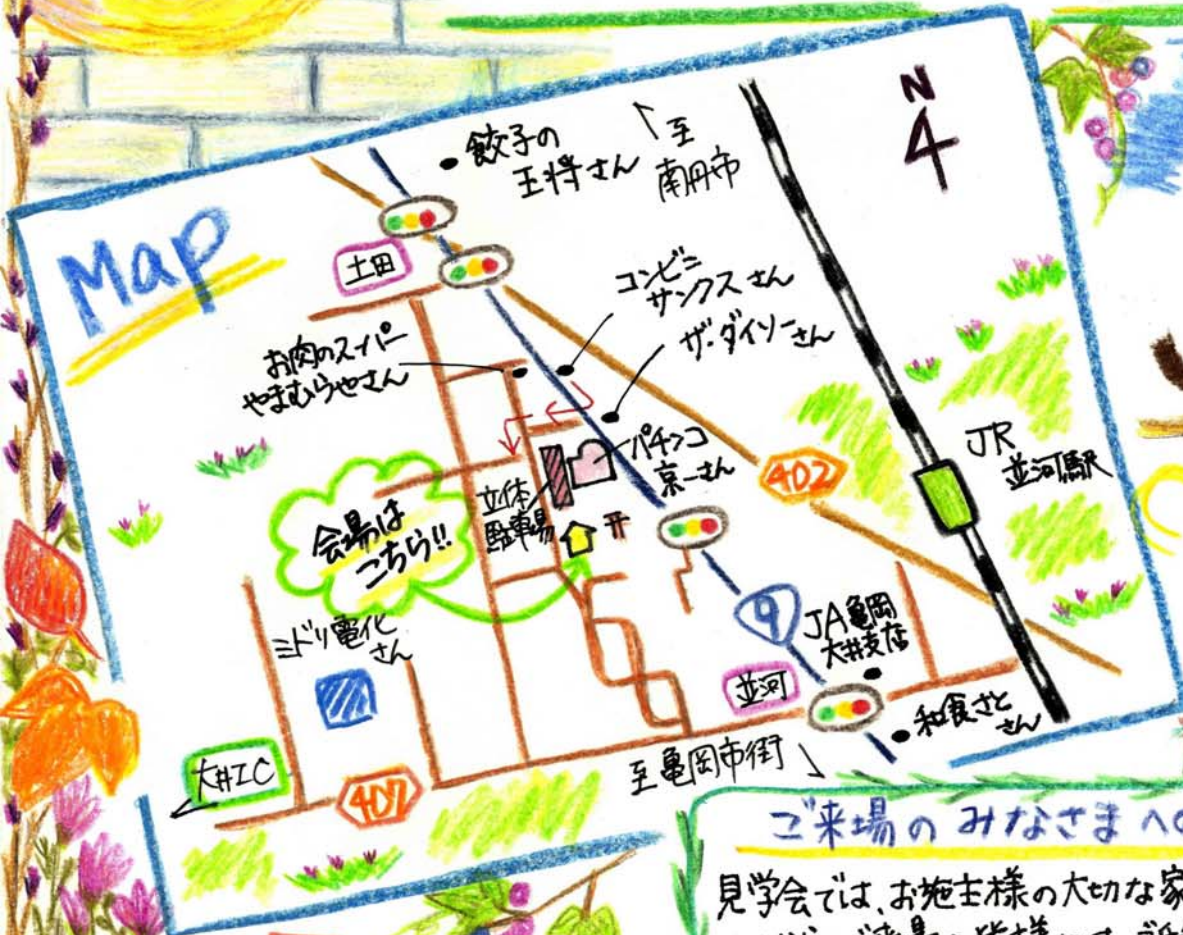 Map
N
餃子の
王将さん
至
南丹市
土田
コンビニ
サンクスさん
ザ・ダイソーさん
お肉のスーパー
やまむらやさん
パチンコ
京一さん
402
JR
並河駅
立体
駐車場
会場は
こちら!!
ミドリ電化
さん
9
JA亀岡
大井支店
並河
和食さと
さん
大井IC
407
至亀岡市街
ご来場のみなさまへ
見学会では、お施主様の大切な家